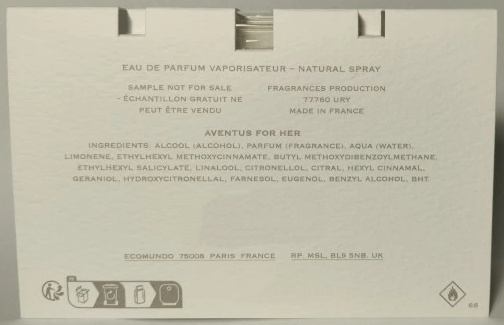 EAU DE PARFUM VAPORISATEUR – NATURAL SPRAY
SAMPLE NOT FOR SALE
- ÉCHANTILLON GRATUIT NE
PEUT ÊTRE VENDU
FRAGRANCES PRODUCTION
77760 URY
MADE IN FRANCE
AVENTUS FOR HER
INGREDIENTS: ALCOOL (ALCOHOL), PARFUM (FRAGRANCE), AQUA (WATER),
LIMONENE, ETHYLHEXYL METHOXYCINNAMATE, BUTYL METHOXYDIBENZOYLMETHANE,
ETHYLHEXYL SALICYLATE, LINALOOL, CITRONELLOL, CITRAL, HEXYL CINNAMAL,
GERANIOL, HYDROXYCITRONELLAL, FARNESOL, EUGENOL, BENZYL ALCOHOL, BHT.
ECOMUNDO 75008 PARIS FRANCE RP. MSL, BL9 5NB. UK